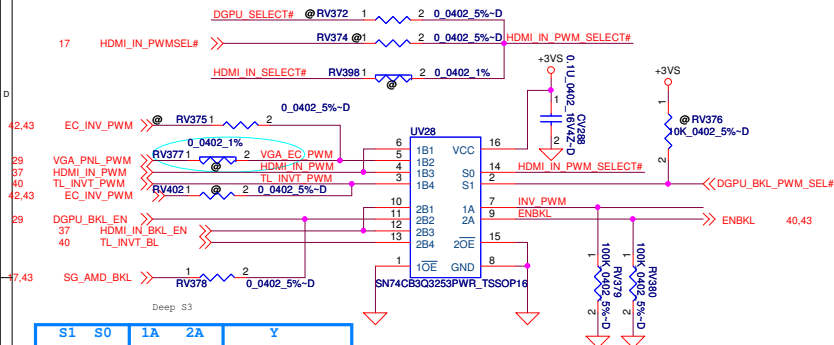 DGPU_SELECT# @ RV372 1 2 0_0402_5%~D
17 HDMI_IN_PWMSEL# RV374 @ 1 2 0_0402_5%~D HDMI_IN_PWM_SELECT#
HDMI_IN_SELECT# RV398 1 2 0_0402_1%
@
+3VS
+3VS
0.1U_0402_16V4Z~D
CV288
1
2
D
1
@
RV376
10K_0402_5%~D
2
0_0402_5%~D
42,43 EC_INV_PWM @ RV375 1 2
0_0402_1%
29 VGA_PNL_PWM RV377 1 2 VGA_EC_PWM
@
37 HDMI_IN_PWM HDMI_IN_PWM
40 TL_INVT_PWM TL_INVT_PWM
42,43 EC_INV_PWM RV402 1 @ 2 0_0402_5%~D
UV28
6 1B1 VCC 16
5 1B2
4 1B3 S0 14 HDMI_IN_PWM_SELECT#
3 1B4 S1 2 DGPU_BKL_PWM_SEL#
10 2B1 1A 7 INV_PWM
11 2B2 2A 9 ENBKL ENBKL 40,43
12 2B3
13 2B4 2OE 15
1 1OE GND 8
SN74CB3Q3253PWR_TSSOP16
29 DGPU_BKL_EN
37 HDMI_IN_BKL_EN
40 TL_INVT_BL
17,43 SG_AMD_BKL 1 2
RV378 0_0402_5%~D
1
100K_0402_5%~D
RV379
2
1
100K_0402_5%~D
RV380
2
Deep S3
S1 S0 1A 2A Y